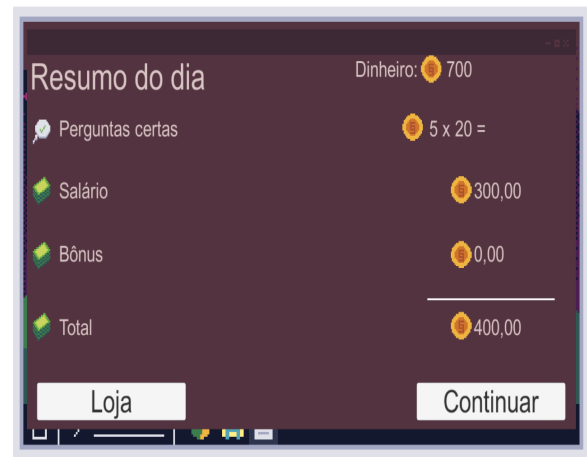 Resumo do dia
Dinheiro: 700
Perguntas certas 5 x 20 =
Salário 300,00
Bônus 0,00
Total 400,00
Loja Continuar